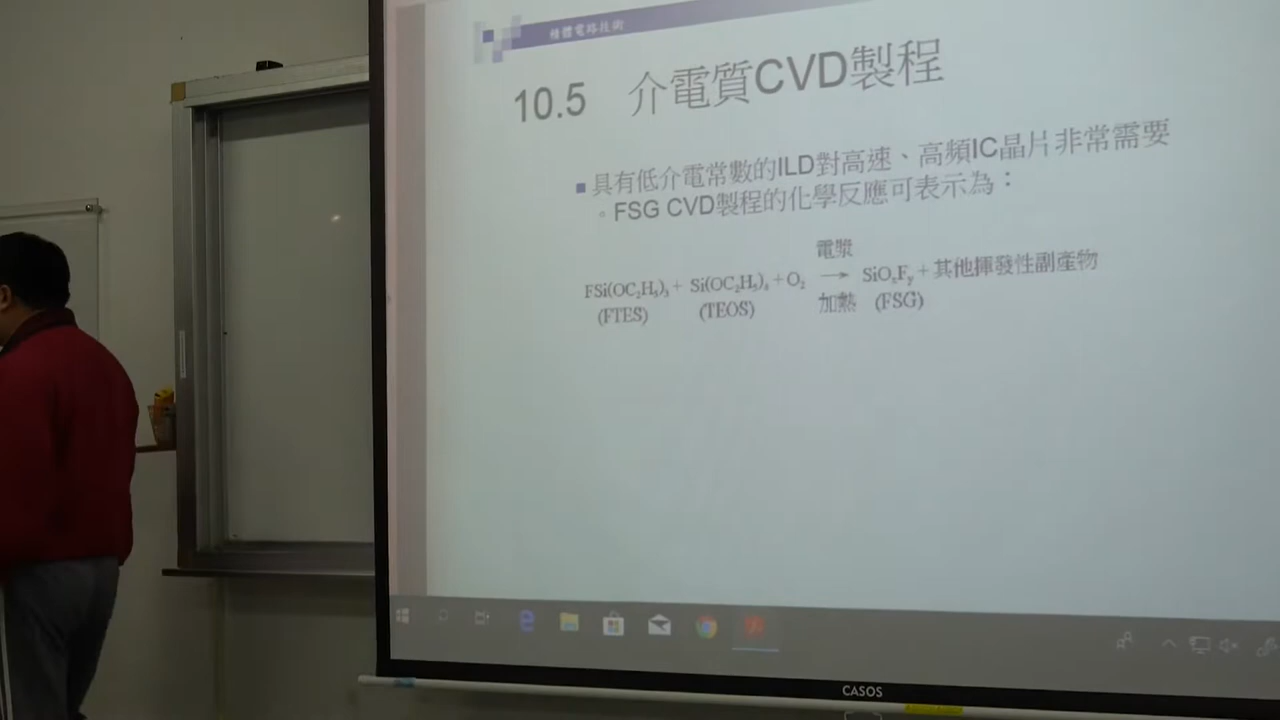 積體電路技術
10.5 介電質CVD製程
■ 具有低介電常數的ILD對高速、高頻IC晶片非常需要
。FSG CVD製程的化學反應可表示為：
電漿
FSi(OC₂H₅)₃ + Si(OC₂H₅)₄ + O₂ → SiOₓFᵧ + 其他揮發性副產物
(FTES) (TEOS) 加熱 (FSG)
CASOS